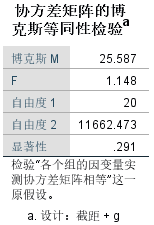 协方差矩阵的博
克斯等同性检验a
博克斯 M 25.587
F 1.148
自由度 1 20
自由度 2 11662.473
显著性 .291
检验“各个组的因变量实
测协方差矩阵相等”这一
原假设。
a. 设计：截距 + g